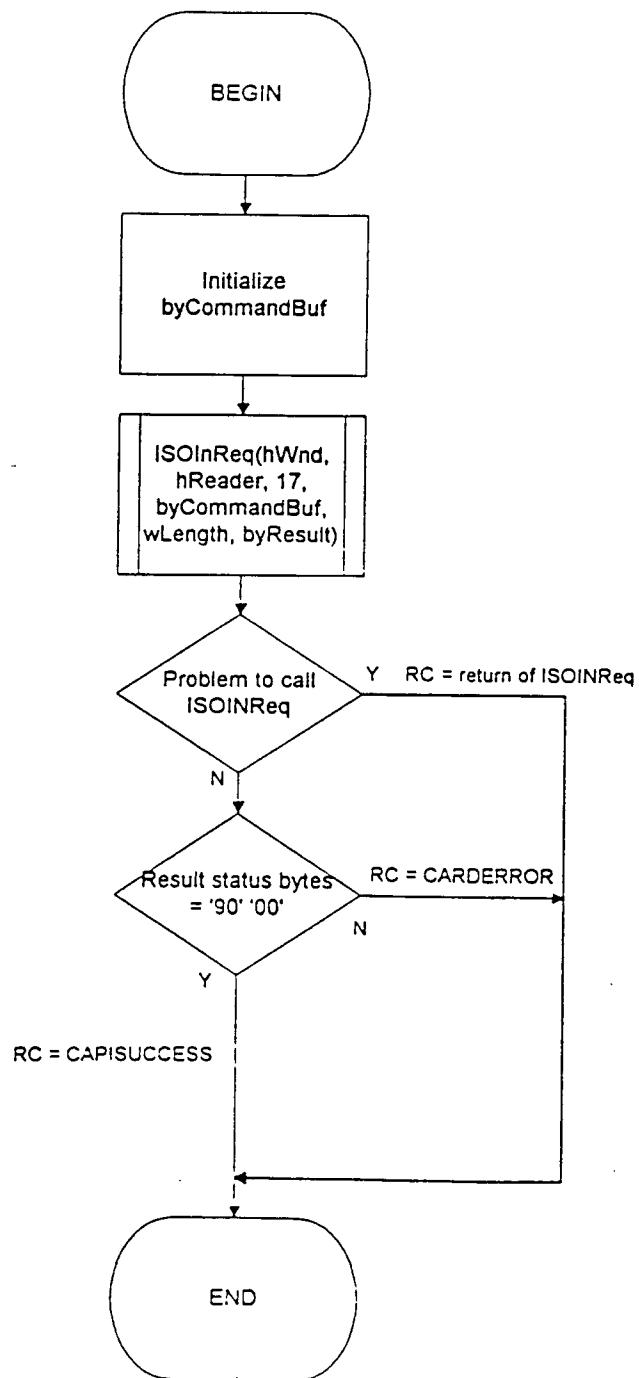 BEGIN
Initialize
byCommandBuf
ISOInReq(hWnd,
hReader, 17,
byCommandBuf,
wLength, byResult)
Problem to call
ISOINReq
Y RC = return of ISOINReq
N
Result status bytes
= '90' '00'
RC = CARDERROR
N
Y
RC = CAPISUCCESS
END